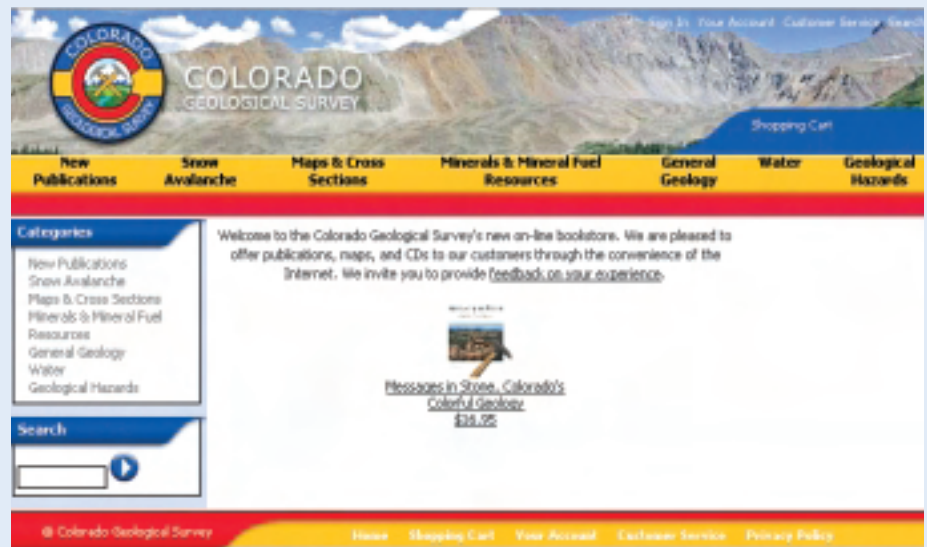 Sign In Your Account Customer Service Search
COLORADO
GEOLOGICAL SURVEY
COLORADO
GEOLOGICAL SURVEY
Shopping Cart
New Publications
Snow Avalanche
Maps & Cross Sections
Minerals & Mineral Fuel Resources
General Geology
Water
Geological Hazards
Categories
New Publications
Snow Avalanche
Maps & Cross Sections
Minerals & Mineral Fuel
Resources
General Geology
Water
Geological Hazards
Search
Welcome to the Colorado Geological Survey's new on-line bookstore. We are pleased to
offer publications, maps, and CDs to our customers through the convenience of the
Internet. We invite you to provide feedback on your experience.
Messages in Stone, Colorado's
Colorful Geology
$36.95
© Colorado Geological Survey
Home Shopping Cart Your Account Customer Service Privacy Policy